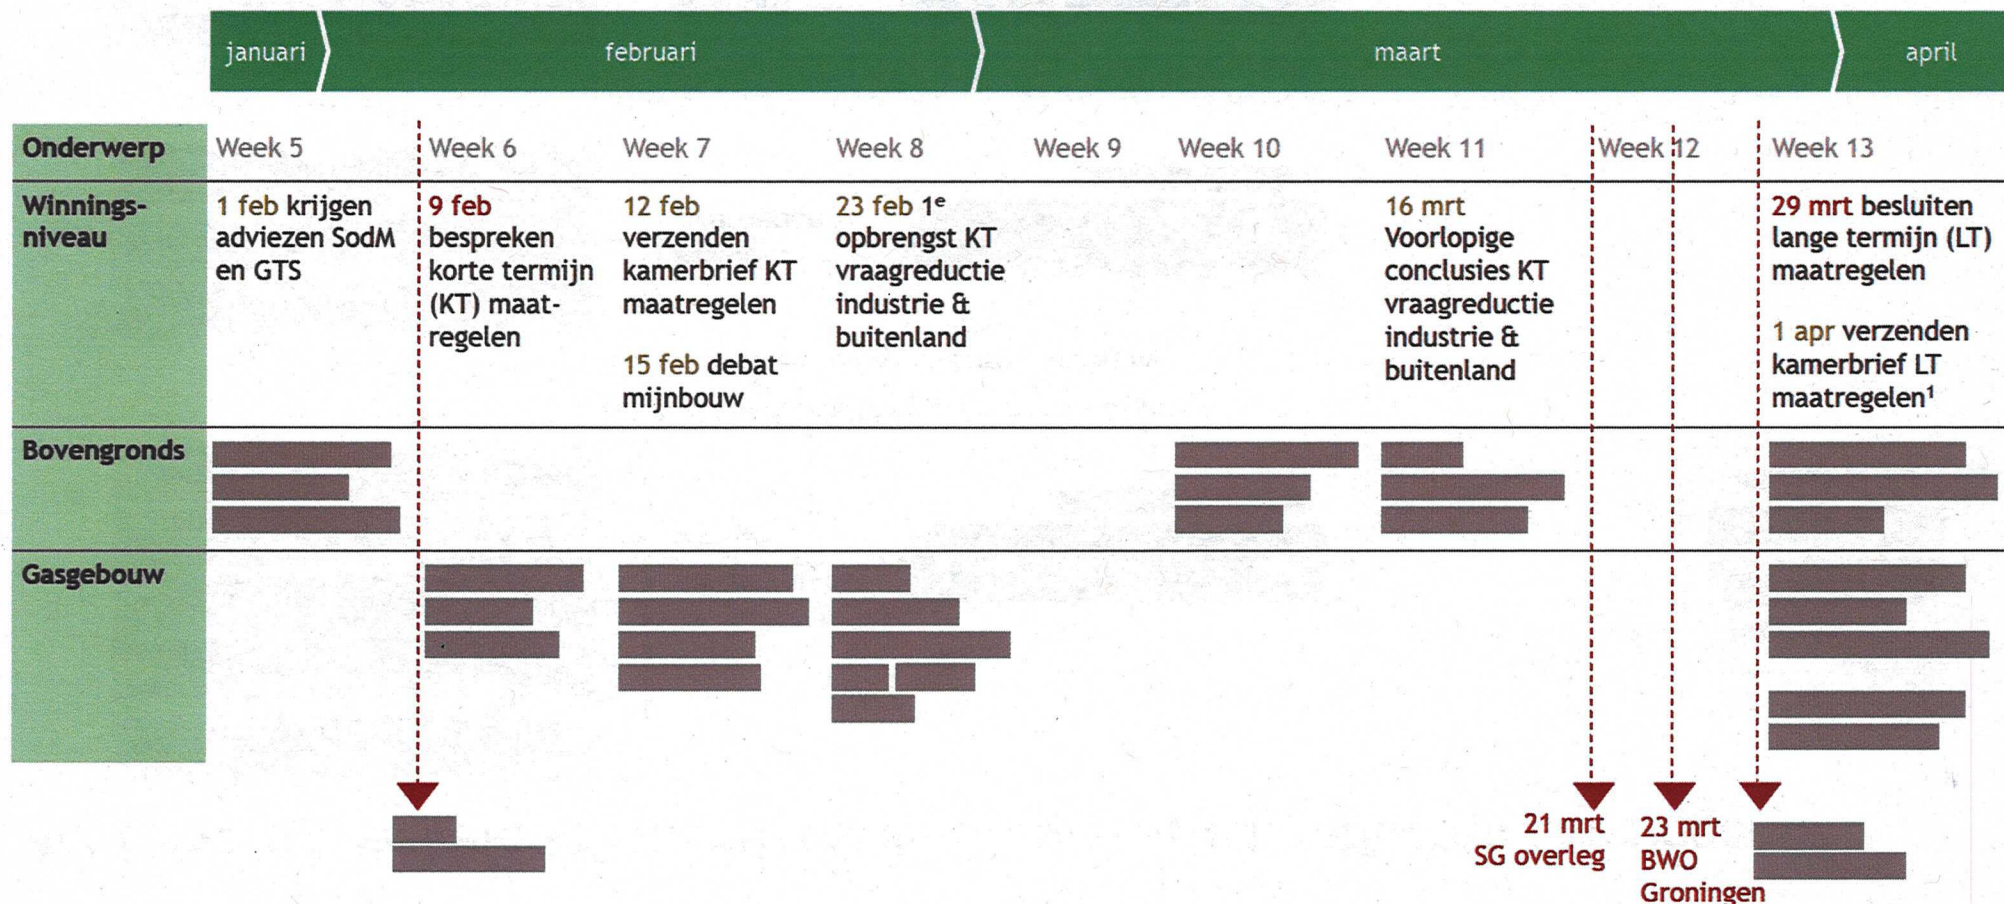 januari
februari
maart
april
Onderwerp
Week 5
Week 6
Week 7
Week 8
Week 9
Week 10
Week 11
Week 12
Week 13
Winnings-
niveau
1 feb krijgen
adviezen SodM
en GTS
9 feb
bespreken
korte termijn
(KT) maat-
regelen
12 feb
verzenden
kamerbrief KT
maatregelen
15 feb debat
mijnbouw
23 feb 1e
opbrengst KT
vraagreductie
industrie &
buitenland
16 mrt
Voorlopige
conclusies KT
vraagreductie
industrie &
buitenland
29 mrt besluiten
lange termijn (LT)
maatregelen
1 apr verzenden
kamerbrief LT
maatregelen¹
Bovengronds
Gasgebouw
21 mrt
SG overleg
23 mrt
BWO
Groningen